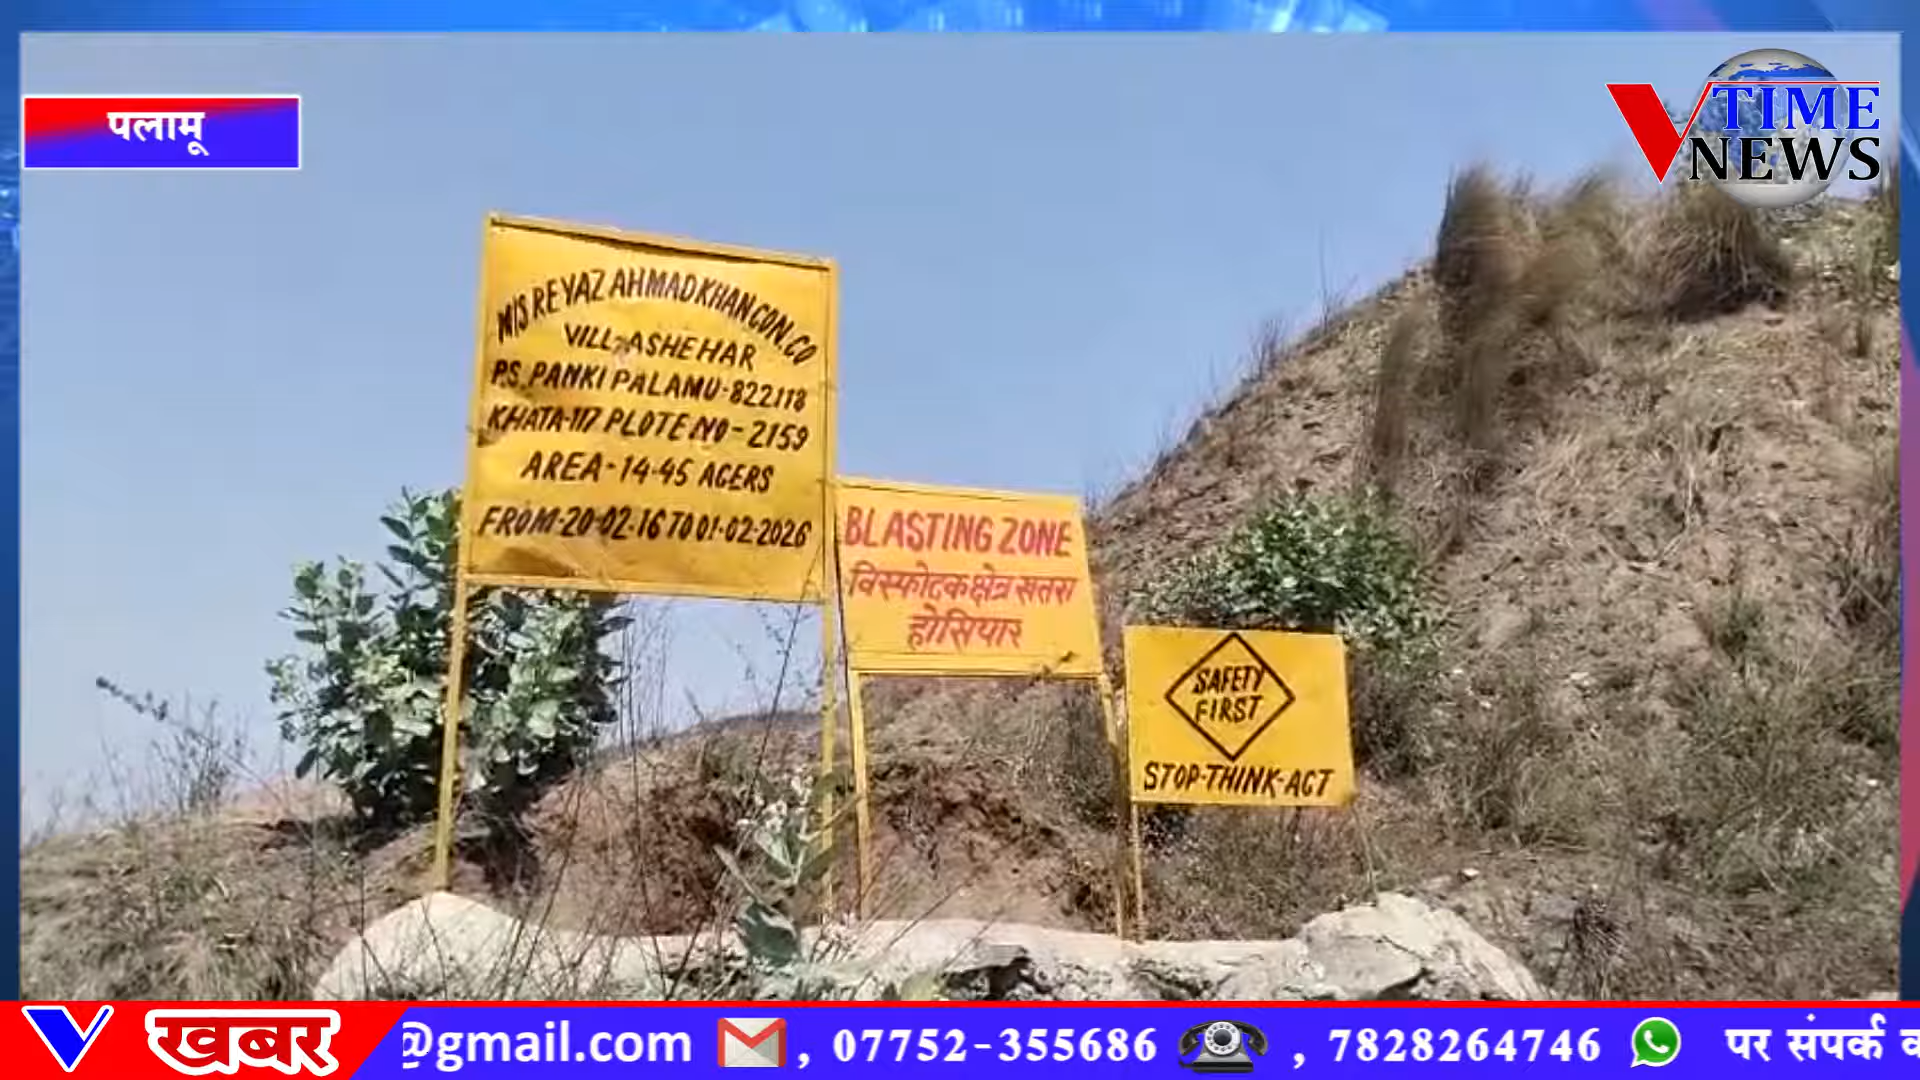 पलामू
V TIME
NEWS
M/S REYAZ AHMAD KHAN CON.CO
VILL-ASHEHAR
P.S. PANKI PALAMU-822118
KHATA-117 PLOTE NO-2159
AREA-14-45 ACERS
FROM-20-02-16 TO 01-02-2026
BLASTING ZONE
विस्फोटक क्षेत्र खतरा
होसियार
SAFETY
FIRST
STOP-THINK-ACT
V खबर @gmail.com , 07752-355686 , 7828264746 पर संपर्क